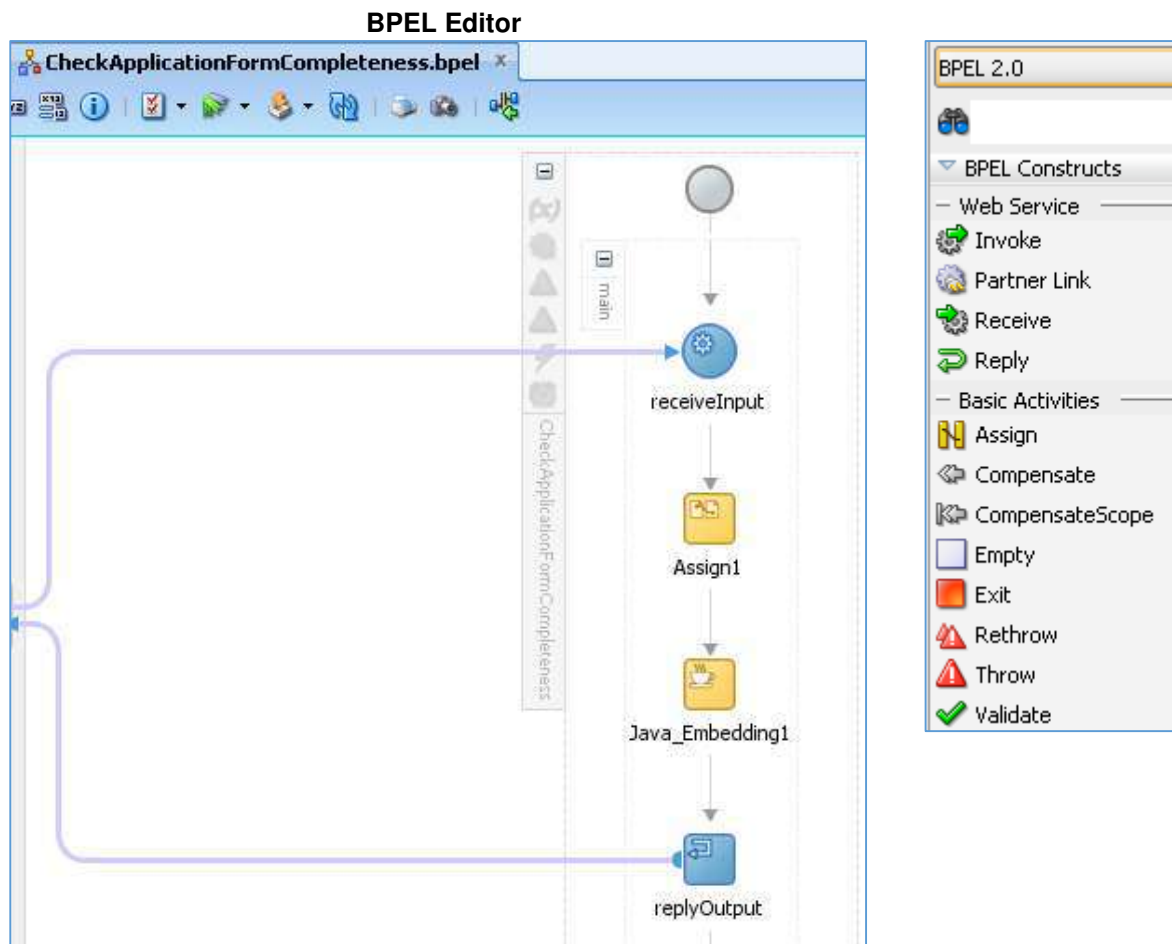 BPEL Editor
CheckApplicationFormCompleteness.bpel
main
receiveInput
CheckApplicationFormCompleteness
Assign1
Java_Embedding1
replyOutput
BPEL 2.0
BPEL Constructs
Web Service
Invoke
Partner Link
Receive
Reply
Basic Activities
Assign
Compensate
CompensateScope
Empty
Exit
Rethrow
Throw
Validate